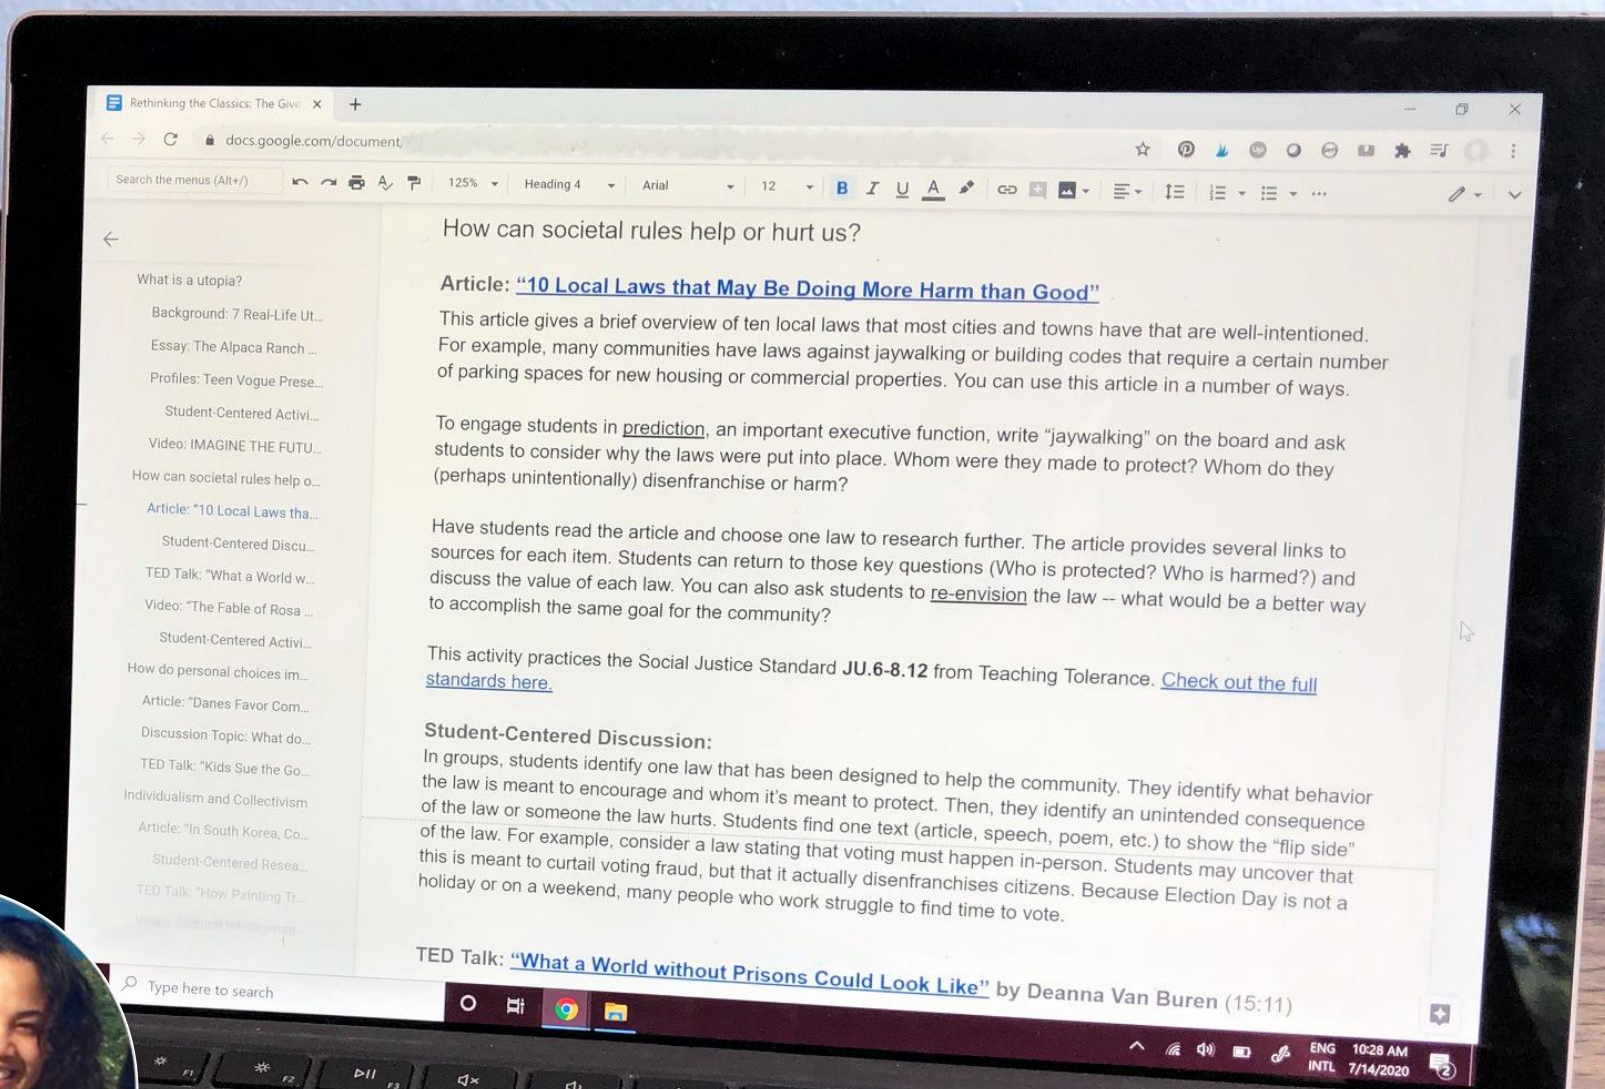 Rethinking the Classics: The Give
docs.google.com/document/
Search the menus (Alt+/)
125%
Heading 4
Arial
12
B I U A
What is a utopia?
Background: 7 Real-Life Ut...
Essay: The Alpaca Ranch ...
Profiles: Teen Vogue Prese...
Student-Centered Activi...
Video: IMAGINE THE FUTU...
How can societal rules help o...
Article: "10 Local Laws tha...
Student-Centered Discu...
TED Talk: "What a World w...
Video: "The Fable of Rosa ...
Student-Centered Activi...
How do personal choices im...
Article: "Danes Favor Com...
Discussion Topic: What do...
TED Talk: "Kids Sue the Go...
Individualism and Collectivism
Article: "In South Korea, Co...
Student-Centered Resea...
TED Talk: "How Painting Tr...
How can societal rules help or hurt us?
Article: “10 Local Laws that May Be Doing More Harm than Good”
This article gives a brief overview of ten local laws that most cities and towns have that are well-intentioned.
For example, many communities have laws against jaywalking or building codes that require a certain number
of parking spaces for new housing or commercial properties. You can use this article in a number of ways.
To engage students in prediction, an important executive function, write “jaywalking” on the board and ask
students to consider why the laws were put into place. Whom were they made to protect? Whom do they
(perhaps unintentionally) disenfranchise or harm?
Have students read the article and choose one law to research further. The article provides several links to
sources for each item. Students can return to those key questions (Who is protected? Who is harmed?) and
discuss the value of each law. You can also ask students to re-envision the law -- what would be a better way
to accomplish the same goal for the community?
This activity practices the Social Justice Standard JU.6-8.12 from Teaching Tolerance. Check out the full
standards here.
Student-Centered Discussion:
In groups, students identify one law that has been designed to help the community. They identify what behavior
the law is meant to encourage and whom it's meant to protect. Then, they identify an unintended consequence
of the law or someone the law hurts. Students find one text (article, speech, poem, etc.) to show the “flip side”
of the law. For example, consider a law stating that voting must happen in-person. Students may uncover that
this is meant to curtail voting fraud, but that it actually disenfranchises citizens. Because Election Day is not a
holiday or on a weekend, many people who work struggle to find time to vote.
TED Talk: “What a World without Prisons Could Look Like” by Deanna Van Buren (15:11)
Type here to search
ENG
INTL
10:28 AM
7/14/2020
2
F1
F2
F3